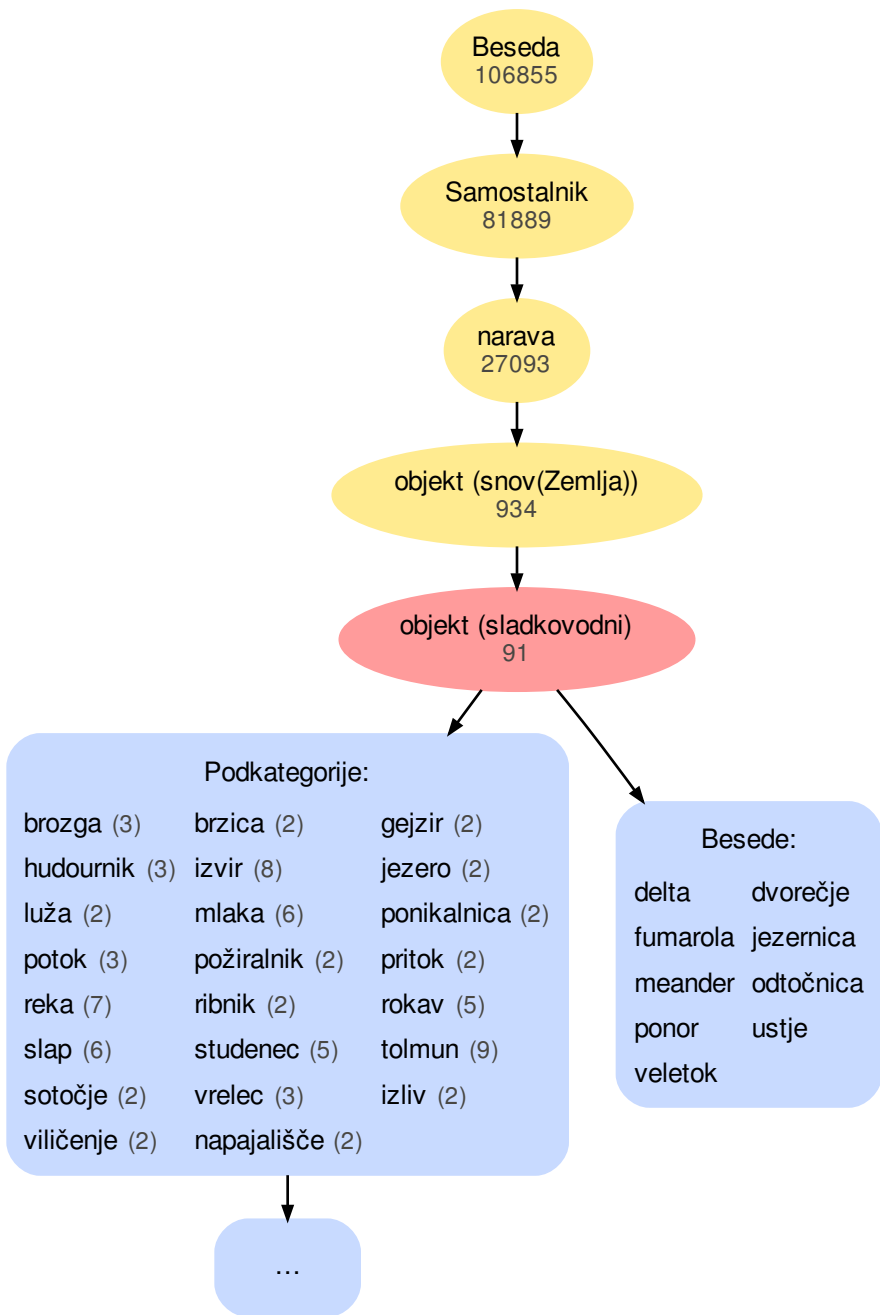 Beseda
106855
Samostalnik
81889
narava
27093
objekt (snov(Zemlja))
934
objekt (sladkovodni)
91
Podkategorije:
brozga (3) brzica (2) gejzir (2)
hudournik (3) izvir (8) jezero (2)
luža (2) mlaka (6) ponikalnica (2)
potok (3) požiralnik (2) pritok (2)
reka (7) ribnik (2) rokav (5)
slap (6) studenec (5) tolmun (9)
sotočje (2) vrelec (3) izliv (2)
viličenje (2) napajališče (2)
Besede:
delta dvorečje
fumarola jezernica
meander odtočnica
ponor ustje
veletok
...